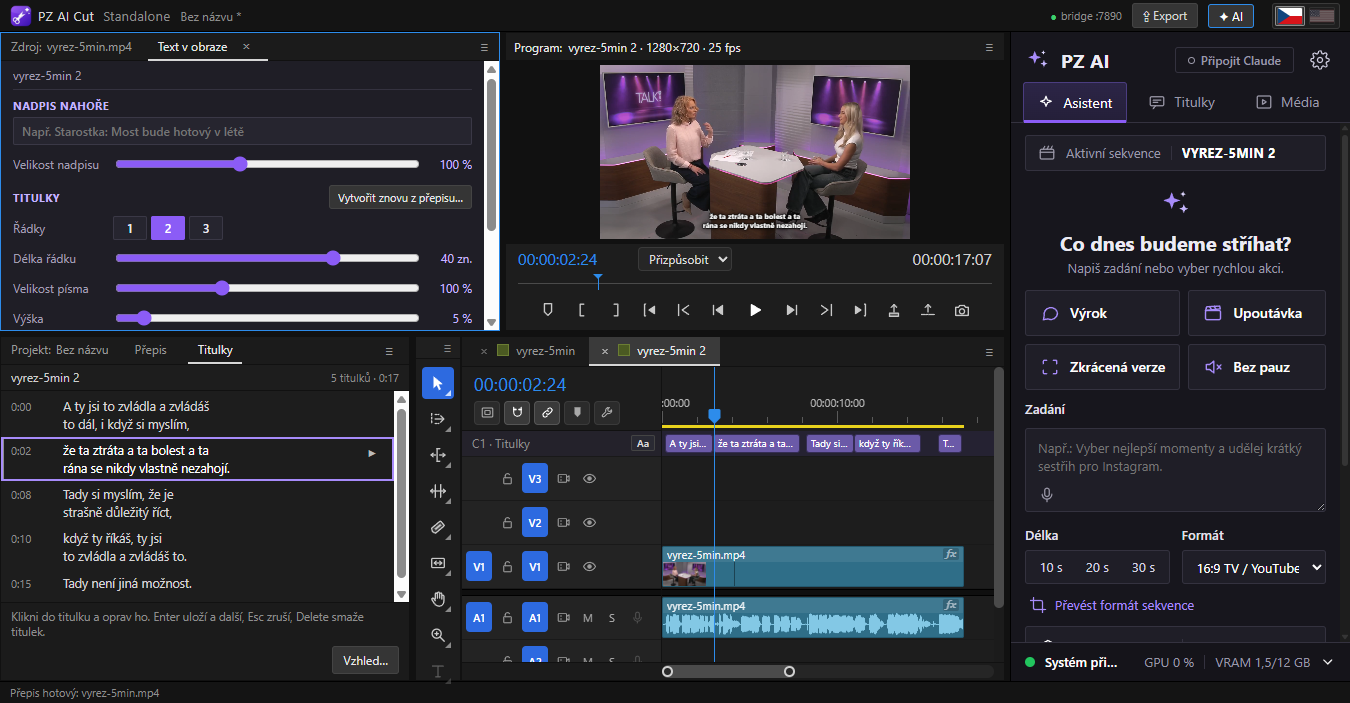 PZ AI Cut Standalone Bez názvu *
bridge :7890 Export AI
Zdroj: vyrez-5min.mp4 Text v obraze
vyrez-5min 2
NADPIS NAHOŘE
Např. Starostka: Most bude hotový v létě
Velikost nadpisu 100 %
TITULKY Vytvořit znovu z přepisu...
Řádky 1 2 3
Délka řádku 40 zn.
Velikost písma 100 %
Výška 5 %
Program: vyrez-5min 2 · 1280×720 · 25 fps
TALK
že ta ztráta a ta bolest a ta
rána se nikdy vlastně nezahojí.
00:00:02:24 Přizpůsobit 00:00:17:07
Projekt: Bez názvu Přepis Titulky
vyrez-5min 2 5 titulků · 0:17
0:00 A ty jsi to zvládla a zvládáš
to dál, i když si myslím,
0:02 že ta ztráta a ta bolest a ta
rána se nikdy vlastně nezahojí.
0:08 Tady si myslím, že je
strašně důležitý říct,
0:10 když ty říkáš, ty jsi
to zvládla a zvládáš to.
0:15 Tady není jiná možnost.
Klikni do titulku a oprav ho. Enter uloží a další, Esc zruší, Delete smaže
titulek.
Vzhled...
vyrez-5min vyrez-5min 2
00:00:02:24
:00:00 00:00:10:00
C1 · Titulky Aa A ty jsi... že ta ztráta a ta... Tady si... když ty řík... T...
V3
V2
V1 V1 vyrez-5min.mp4 fx
A1 A1 M S vyrez-5min.mp4 fx
A2 M S
PZ AI Připojit Claude
Asistent Titulky Média
Aktivní sekvence VYREZ-5MIN 2
Co dnes budeme stříhat?
Napiš zadání nebo vyber rychlou akci.
Výrok Upoutávka
Zkrácená verze Bez pauz
Zadání
Např.: Vyber nejlepší momenty a udělej krátký
sestřih pro Instagram.
Délka Formát
10 s 20 s 30 s 16:9 TV / YouTube
Převést formát sekvence
Systém při... GPU 0 % VRAM 1,5/12 GB
Přepis hotový: vyrez-5min.mp4